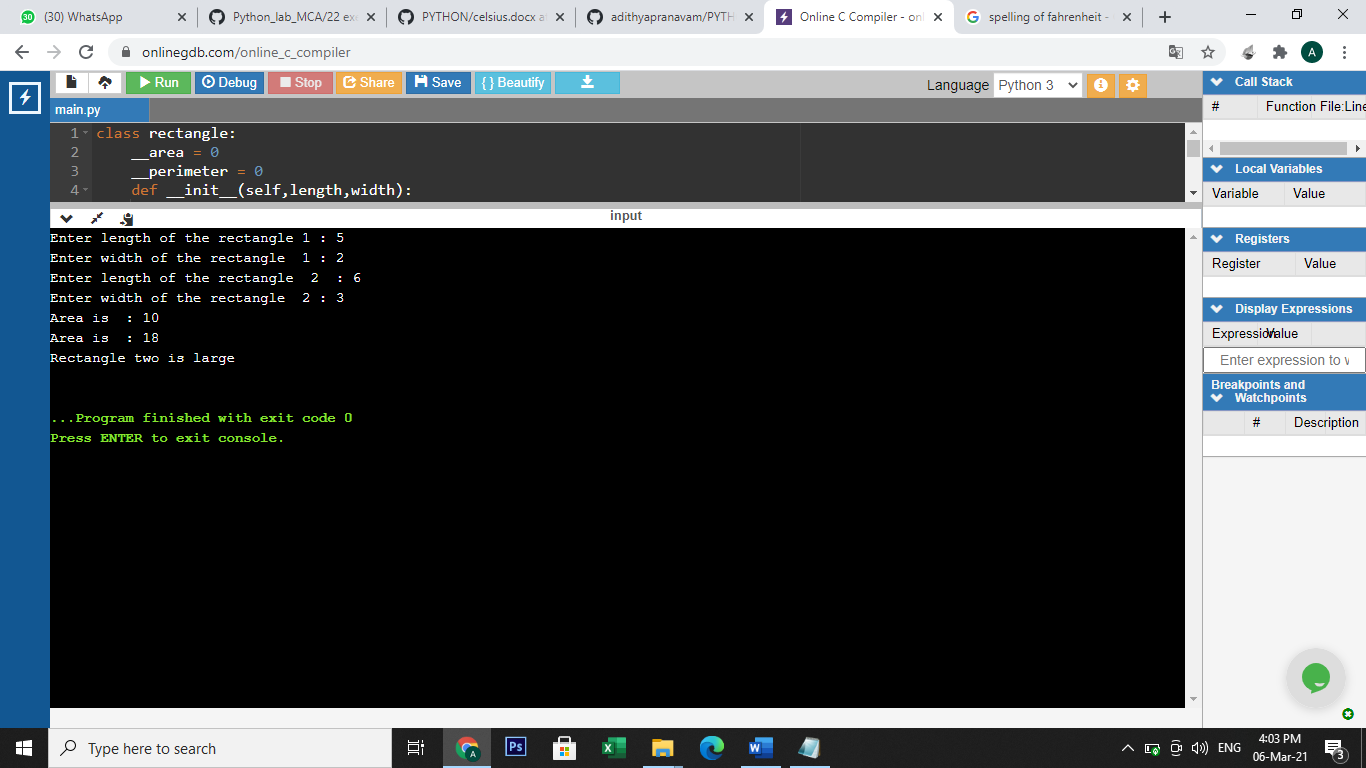 (30) WhatsApp
Python_lab_MCA/22 exc
PYTHON/celsius.docx at
adithyapranavam/PYTH
Online C Compiler - onl
spelling of fahrenheit -
onlinegdb.com/online_c_compiler
A
Run
Debug
Stop
Share
Save
{ } Beautify
Language
Python 3
main.py
1 class rectangle:
2 __area = 0
3 __perimeter = 0
4 def __init__(self,length,width):
input
Enter length of the rectangle 1 : 5
Enter width of the rectangle  1 : 2
Enter length of the rectangle  2  : 6
Enter width of the rectangle  2 : 3
Area is  : 10
Area is  : 18
Rectangle two is large
...Program finished with exit code 0
Press ENTER to exit console.
Call Stack
# Function File:Line
Local Variables
Variable Value
Registers
Register Value
Display Expressions
Expression Value
Enter expression to w
Breakpoints and
Watchpoints
# Description
Type here to search
ENG
4:03 PM
06-Mar-21
3